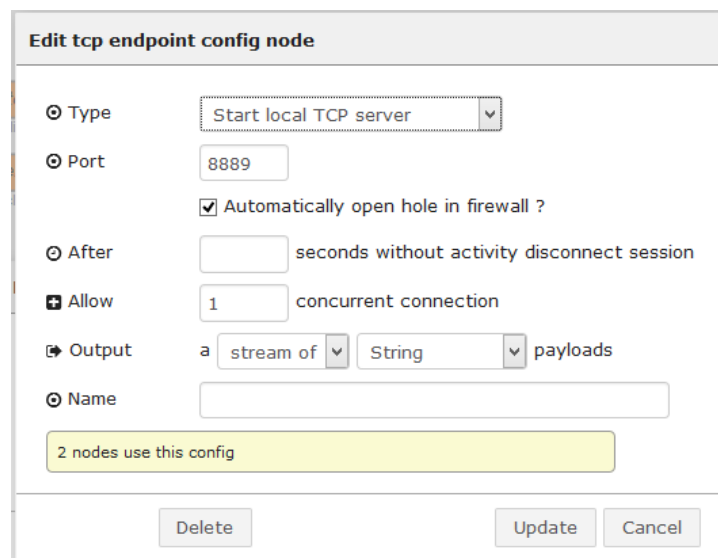 Edit tcp endpoint config node
Type Start local TCP server
Port 8889
Automatically open hole in firewall ?
After seconds without activity disconnect session
Allow 1 concurrent connection
Output a stream of String payloads
Name
2 nodes use this config
Delete Update Cancel